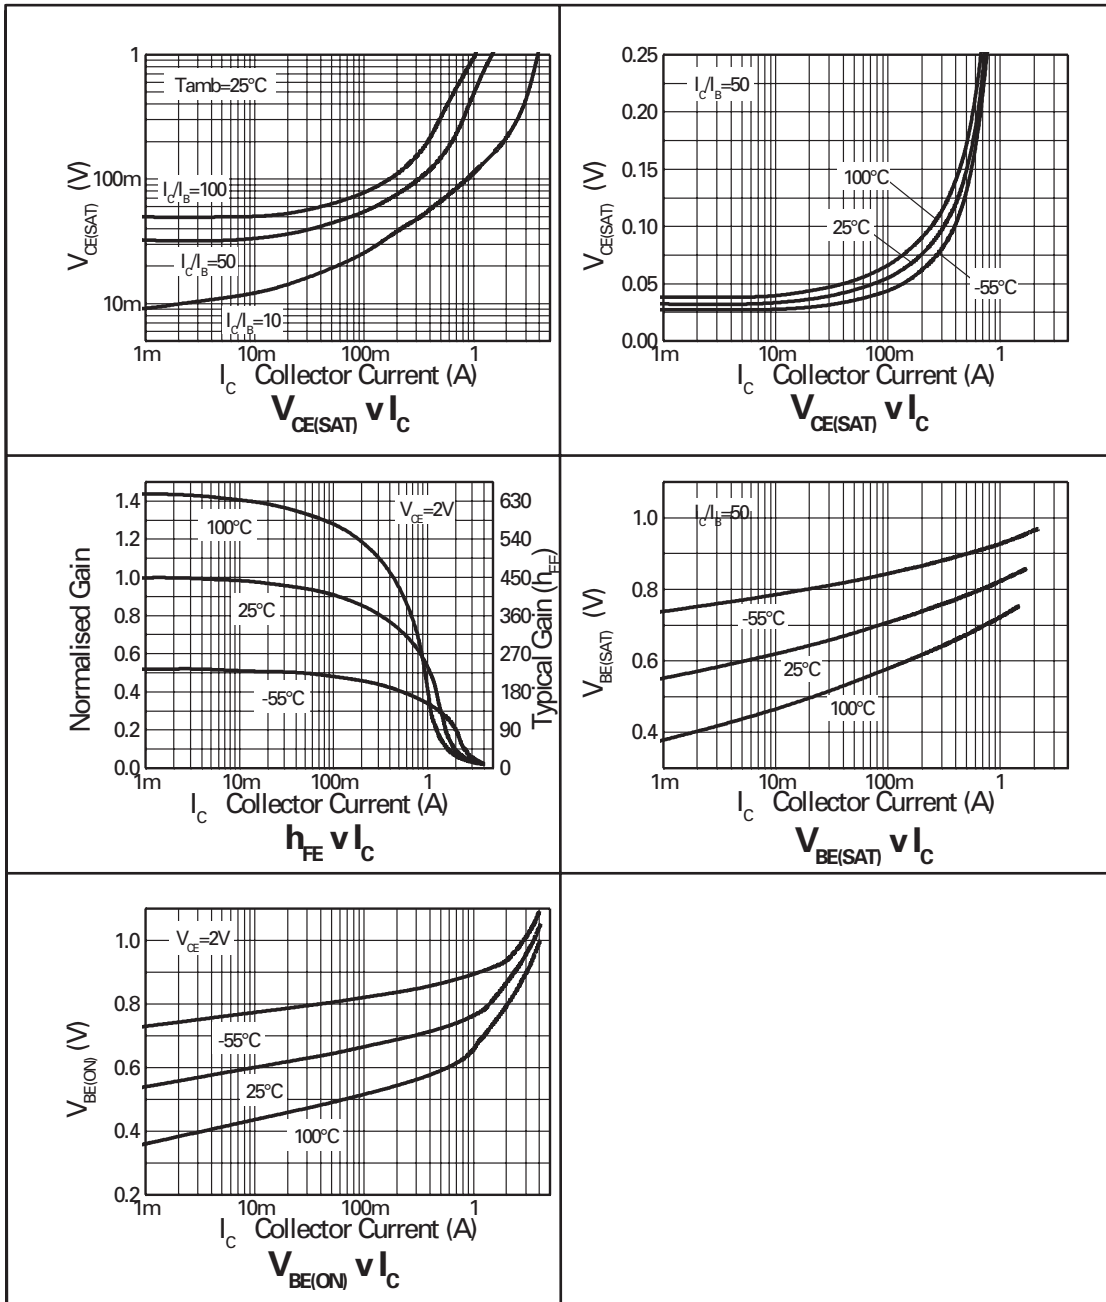 1
100m
10m
V_CE(SAT) (V)
Tamb=25°C
I_C/I_B=100
I_C/I_B=50
I_C/I_B=10
1m 10m 100m 1
I_C Collector Current (A)
V_CE(SAT) v I_C
0.25
0.20
0.15
0.10
0.05
0.00
V_CE(SAT) (V)
I_C/I_B=50
100°C
25°C
-55°C
1m 10m 100m 1
I_C Collector Current (A)
V_CE(SAT) v I_C
1.4
1.2
1.0
0.8
0.6
0.4
0.2
0.0
Normalised Gain
V_CE=2V
100°C
25°C
-55°C
630
540
450
360
270
180
90
0
Typical Gain (h_FE)
1m 10m 100m 1
I_C Collector Current (A)
h_FE v I_C
1.0
0.8
0.6
0.4
V_BE(SAT) (V)
I_C/I_B=50
-55°C
25°C
100°C
1m 10m 100m 1
I_C Collector Current (A)
V_BE(SAT) v I_C
1.0
0.8
0.6
0.4
0.2
V_BE(ON) (V)
V_CE=2V
-55°C
25°C
100°C
1m 10m 100m 1
I_C Collector Current (A)
V_BE(ON) v I_C